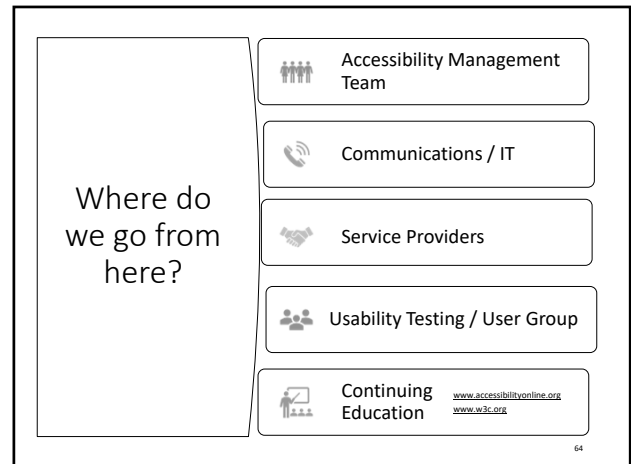 Where do
we go from
here?
Accessibility Management
Team
Communications / IT
Service Providers
Usability Testing / User Group
Continuing
Education
www.accessibilityonline.org
www.w3c.org
64